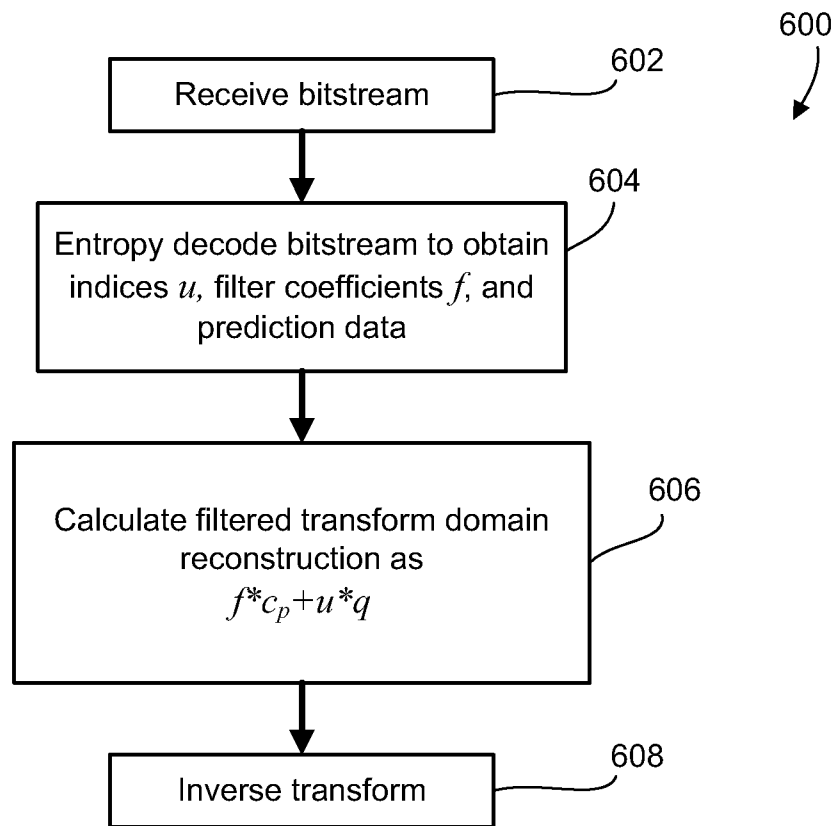 600
602
Receive bitstream
604
Entropy decode bitstream to obtain
indices u, filter coefficients f, and
prediction data
606
Calculate filtered transform domain
reconstruction as
f*cₚ+u*q
608
Inverse transform